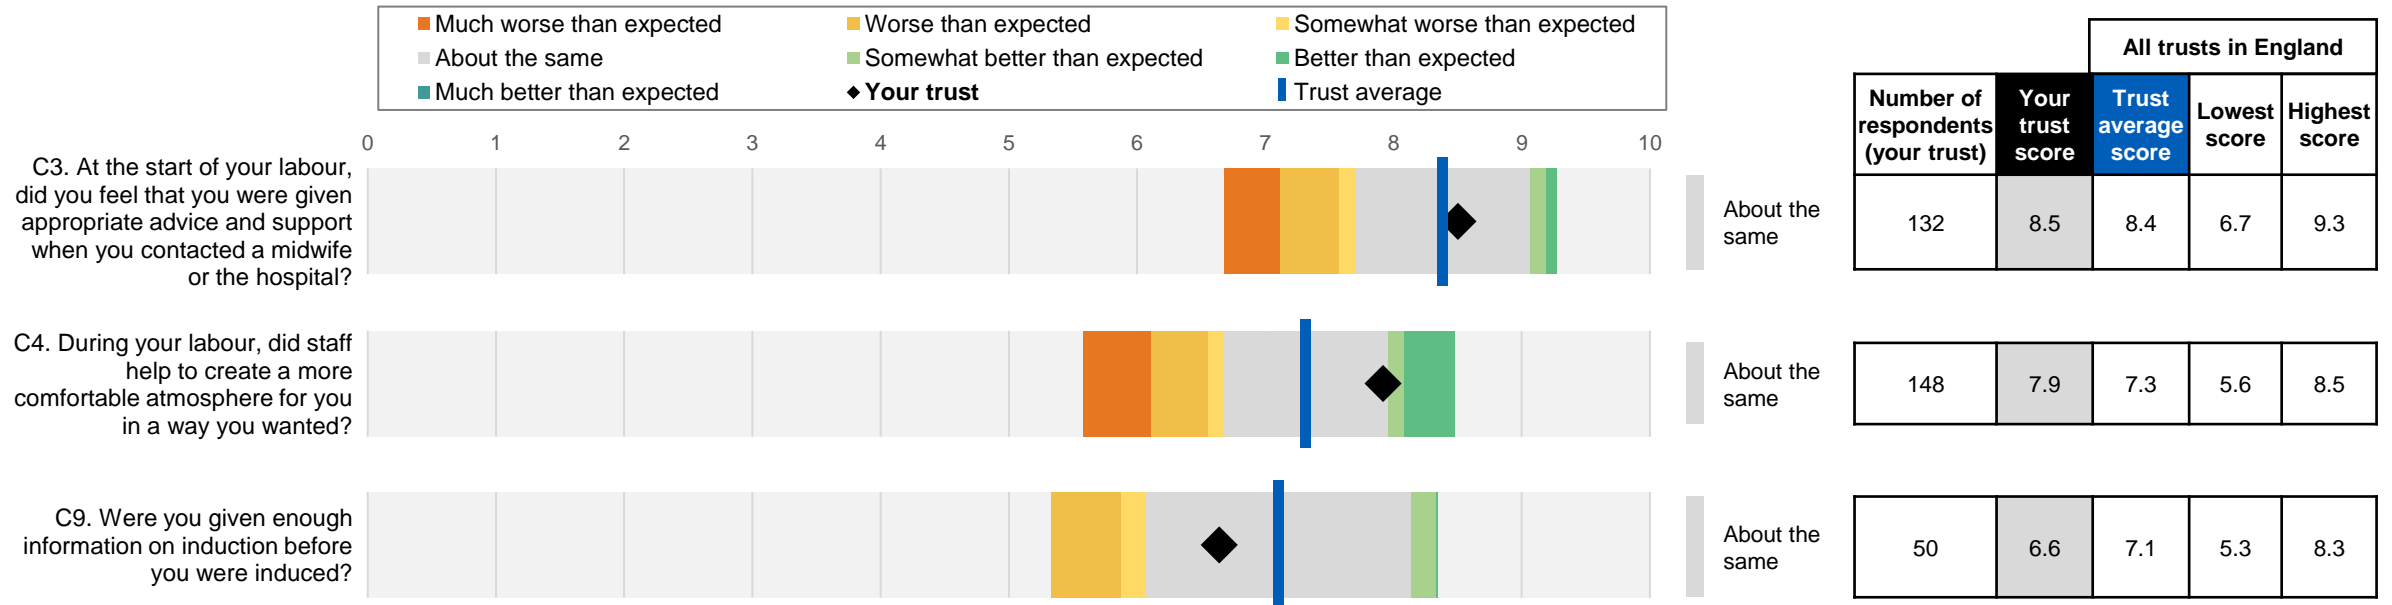 Much worse than expected
Worse than expected
Somewhat worse than expected
About the same
Somewhat better than expected
Better than expected
Much better than expected
Your trust
Trust average
All trusts in England
Number of
respondents
(your trust)
Your
trust
score
Trust
average
score
Lowest
score
Highest
score
0 1 2 3 4 5 6 7 8 9 10
C3. At the start of your labour,
did you feel that you were given
appropriate advice and support
when you contacted a midwife
or the hospital?
About the
same
132 8.5 8.4 6.7 9.3
C4. During your labour, did staff
help to create a more
comfortable atmosphere for you
in a way you wanted?
About the
same
148 7.9 7.3 5.6 8.5
C9. Were you given enough
information on induction before
you were induced?
About the
same
50 6.6 7.1 5.3 8.3